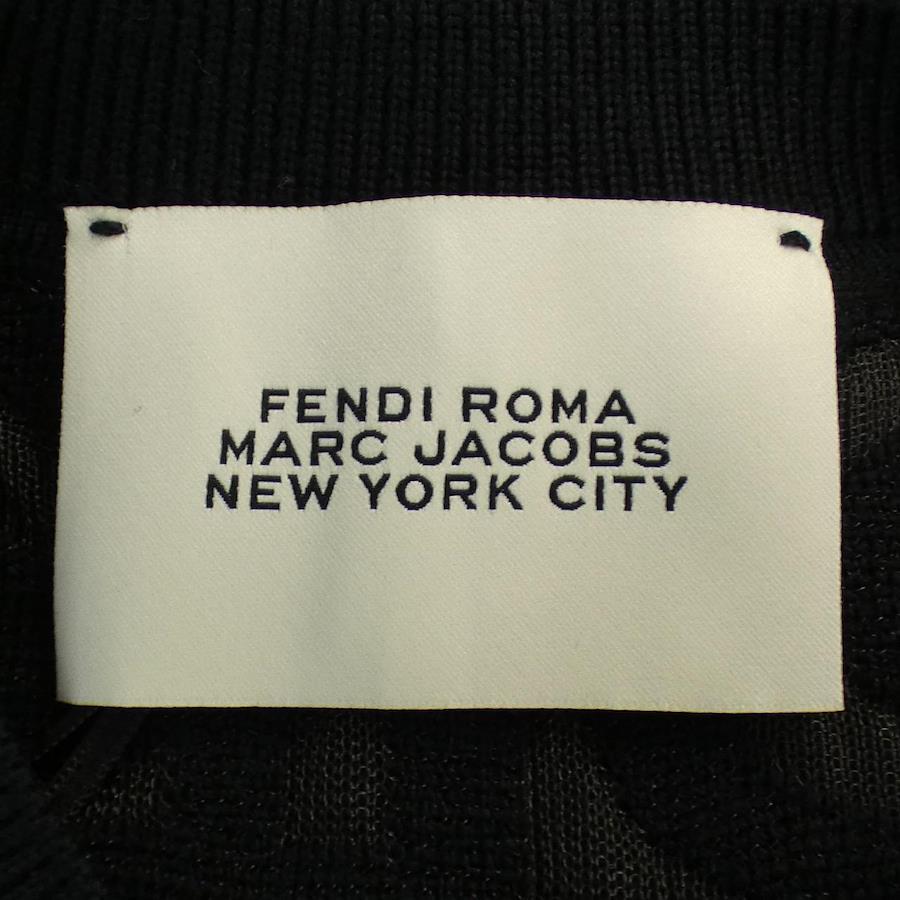 FENDI ROMA
MARC JACOBS
NEW YORK CITY